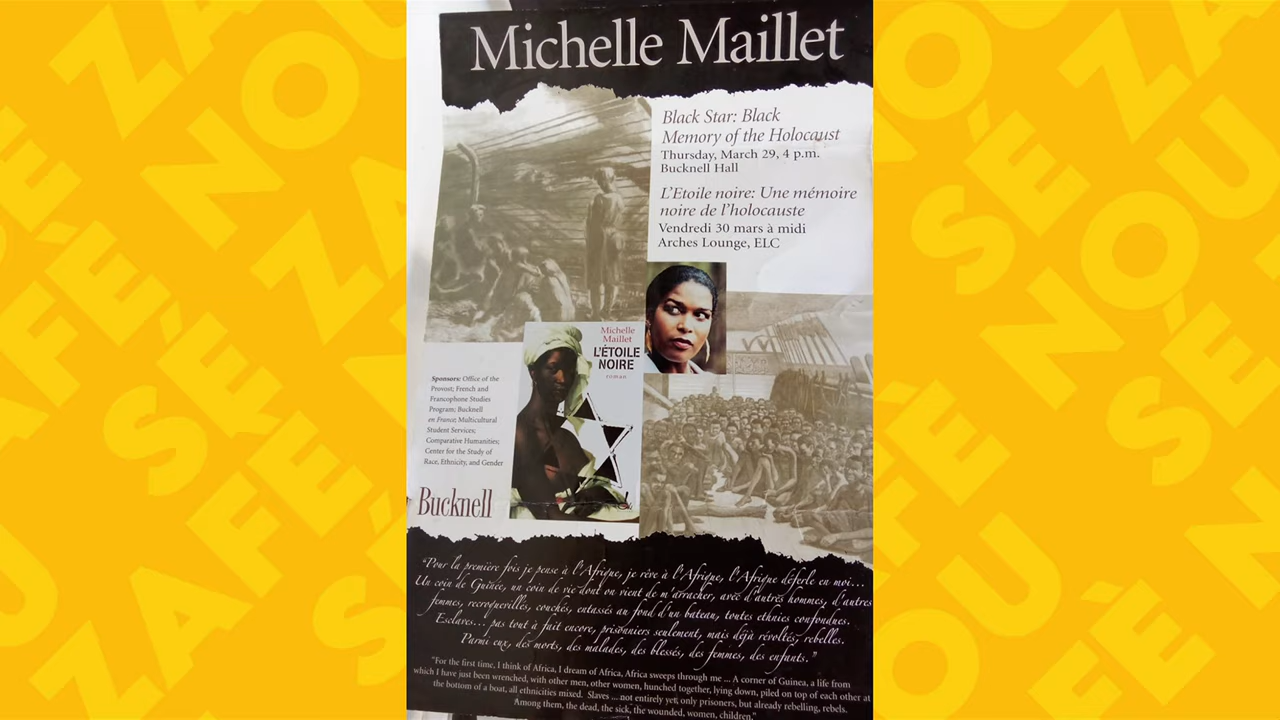 Michelle Maillet
Black Star: Black
Memory of the Holocaust
Thursday, March 29, 4 p.m.
Bucknell Hall
L'Etoile noire: Une mémoire
noire de l'holocauste
Vendredi 30 mars à midi
Arches Lounge, ELC
Michelle
Maillet
L'ÉTOILE
NOIRE
roman
Sponsors: Office of the
Provost; French and
Francophone Studies
Program; Bucknell
en France; Multicultural
Student Services;
Comparative Humanities;
Center for the Study of
Race, Ethnicity, and Gender
Bucknell
"Pour la première fois je pense à l'Afrique, je rêve à l'Afrique, l'Afrique déferle en moi...
Un coin de Guinée, un coin de vie dont on vient de m'arracher, avec d'autres hommes, d'autres
femmes, recroquevillés, couchés, entassés au fond d'un bateau, toutes ethnies confondues.
Esclaves... pas tout à fait encore, prisonniers seulement, mais déjà révoltés, rebelles.
Parmi eux, des morts, des malades, des blessés, des femmes, des enfants."
"For the first time, I think of Africa, I dream of Africa, Africa sweeps through me ... A corner of Guinea, a life from
which I have just been wrenched, with other men, other women, hunched together, lying down, piled on top of each other at
the bottom of a boat, all ethnicities mixed. Slaves ... not entirely yet, only prisoners, but already rebelling, rebels.
Among them, the dead, the sick, the wounded, women, children."